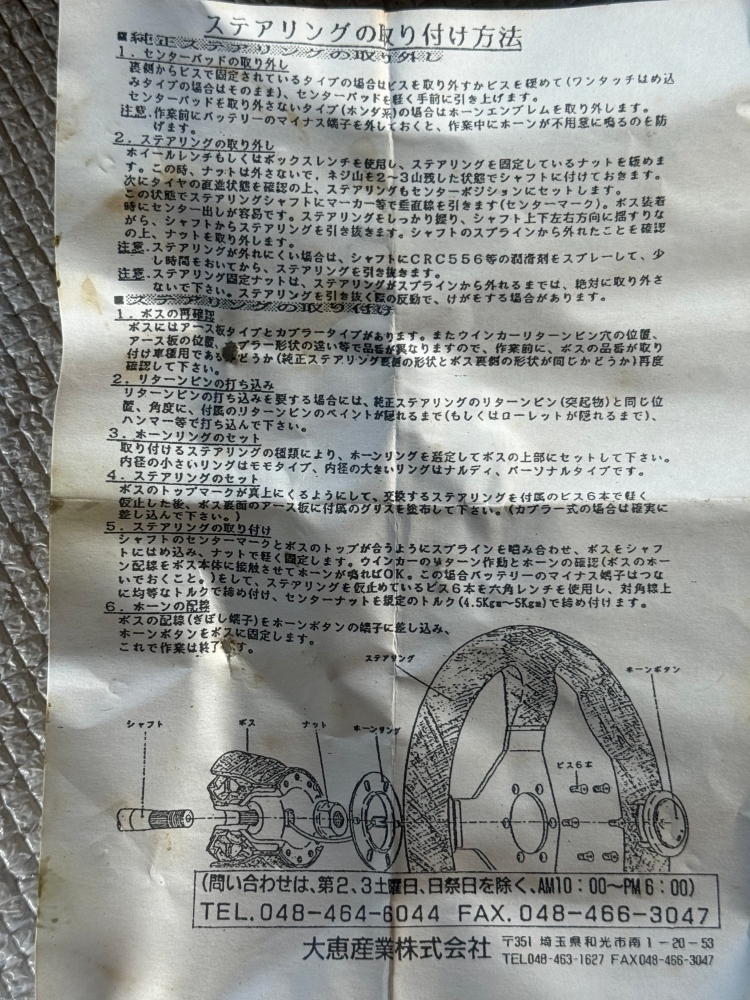 ステアリングの取り付け方法
■純正ステアリングの取り外し
1．センターパッドの取り外し
裏側からビスで固定されているタイプの場合はビスを取り外すかビスを緩めて(ワンタッチはめ込
みタイプの場合はそのまま)、センターパッドを軽く手前に引き上げます。
センターパッドを取り外さないタイプ(ホンダ系)の場合はホーンエンブレムを取り外します。
注意.作業前にバッテリーのマイナス端子を外しておくと、作業中にホーンが不用意に鳴るのを防
げます。
2．ステアリングの取り外し
ホイールレンチもしくはボックスレンチを使用し、ステアリングを固定しているナットを緩めま
す。この時、ナットは外さないで、ネジ山を2～3山残した状態でシャフトに付けておきます。
次にタイヤの直進状態を確認の上、ステアリングもセンターポジションにセットします。
この状態でステアリングシャフトにマーカー等で垂直線を引きます(センターマーク)。ボス装着
時にセンター出しが容易です。ステアリングをしっかり握り、シャフト上下左右方向に揺すりな
がら、シャフトからステアリングを引き抜きます。シャフトのスプラインから外れたことを確認
の上、ナットを取り外します。
注意.ステアリングが外れにくい場合は、シャフトにCRC556等の潤滑剤をスプレーして、少
し時間をおいてから、ステアリングを引き抜きます。
注意.ステアリング固定ナットは、ステアリングがスプラインから外れるまでは、絶対に取り外さ
ないで下さい。ステアリングを引き抜く際の反動で、けがをする場合があります。
■ステアリングの取り付け
1．ボスの再確認
ボスにはアース板タイプとカプラータイプがあります。またウインカーリターンピン穴の位置、
アース板の位置、カプラー形状の違い等で品番が異なりますので、作業前に、ボスの品番が取り
付け車種用であるかどうか(純正ステアリング裏側の形状とボス裏側の形状が同じかどうか)再度
確認して下さい。
2．リターンピンの打ち込み
リターンピンの打ち込みを要する場合には、純正ステアリングのリターンピン(突起物)と同じ位
置、角度に、付属のリターンピンのペイントが隠れるまで(もしくはローレットが隠れるまで)、
ハンマー等で打ち込んで下さい。
3．ホーンリングのセット
取り付けるステアリングの種類により、ホーンリングを選定してボスの上部にセットして下さい。
内径の小さいリングはモモタイプ、内径の大きいリングはナルディ、パーソナルタイプです。
4．ステアリングのセット
ボスのトップマークが真上にくるようにして、交換するステアリングを付属のビス6本で軽く
仮止した後、ボス裏面のアース板に付属のグリスを塗布して下さい。(カプラー式の場合は確実に
差し込んで下さい。)
5．ステアリングの取り付け
シャフトのセンターマークとボスのトップが合うようにスプラインを噛み合わせ、ボスをシャフ
トにはめ込み、ナットで軽く固定します。ウインカーのリターン作動とホーンの確認(ボスのホー
ン配線をボス本体に接触させてホーンが鳴ればOK。この場合バッテリーのマイナス端子はつな
いでおくこと。)をして、ステアリングを仮止めているビス6本を六角レンチを使用し、対角線上
に均等なトルクで締め付け、センターナットを規定のトルク(4.5Kgm～5Kgm)で締め付けます。
6．ホーンの配線
ボスの配線(ぎぼし端子)をホーンボタンの端子に差し込み、
ホーンボタンをボスに固定します。
これで作業は終了です。
ステアリング
ホーンボタン
シャフト
ボス
ナット
ホーンリング
ビス6本
(問い合わせは、第2、3土曜日、日祭日を除く、AM10：00～PM6：00)
TEL.048-464-6044 FAX.048-466-3047
大恵産業株式会社 〒351 埼玉県和光市南1-20-53
TEL048-463-1627 FAX048-466-3047